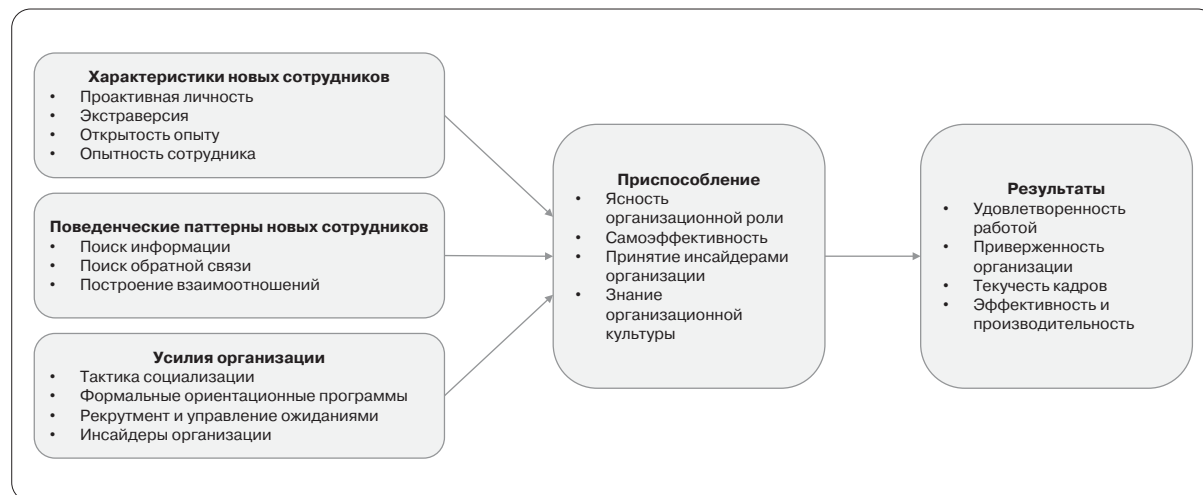 Характеристики новых сотрудников
• Проактивная личность
• Экстраверсия
• Открытость опыту
• Опытность сотрудника
Поведенческие паттерны новых сотрудников
• Поиск информации
• Поиск обратной связи
• Построение взаимоотношений
Усилия организации
• Тактика социализации
• Формальные ориентационные программы
• Рекрутмент и управление ожиданиями
• Инсайдеры организации
Приспособление
• Ясность
организационной роли
• Самоэффективность
• Принятие инсайдерами
организации
• Знание
организационной
культуры
Результаты
• Удовлетворенность
работой
• Приверженность
организации
• Текучесть кадров
• Эффективность и
производительность